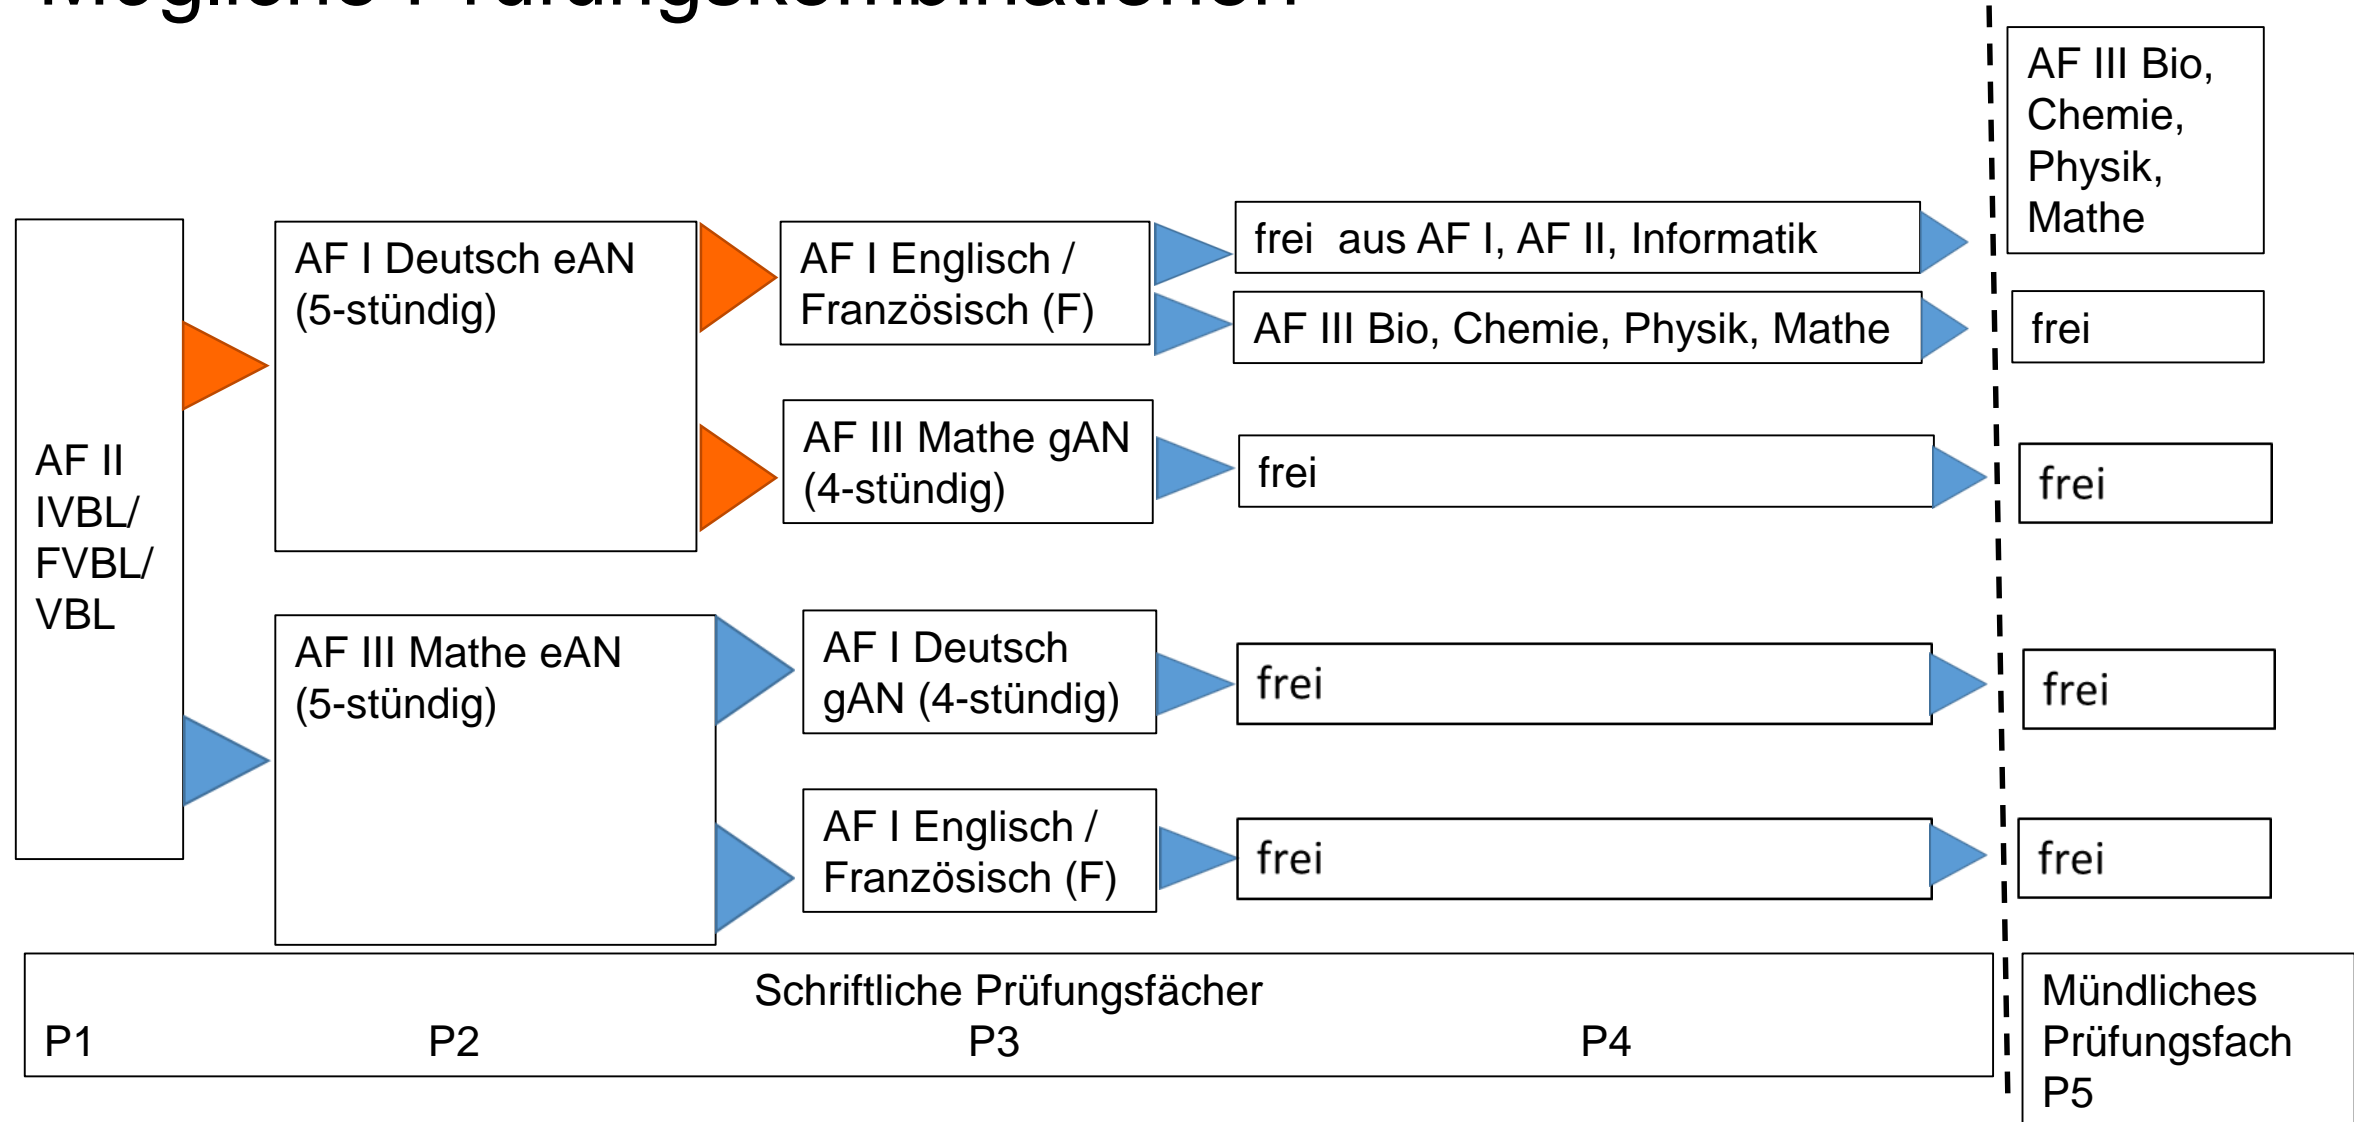 Mögliche Prüfungskombinationen
AF II
IVBL/
FVBL/
VBL
AF I Deutsch eAN
(5-stündig)
AF I Englisch /
Französisch (F)
frei  aus AF I, AF II, Informatik
AF III Bio,
Chemie,
Physik,
Mathe
AF III Bio, Chemie, Physik, Mathe
frei
AF III Mathe gAN
(4-stündig)
frei
frei
AF III Mathe eAN
(5-stündig)
AF I Deutsch
gAN (4-stündig)
frei
frei
AF I Englisch /
Französisch (F)
frei
frei
Schriftliche Prüfungsfächer
P1 P2 P3 P4
Mündliches
Prüfungsfach
P5